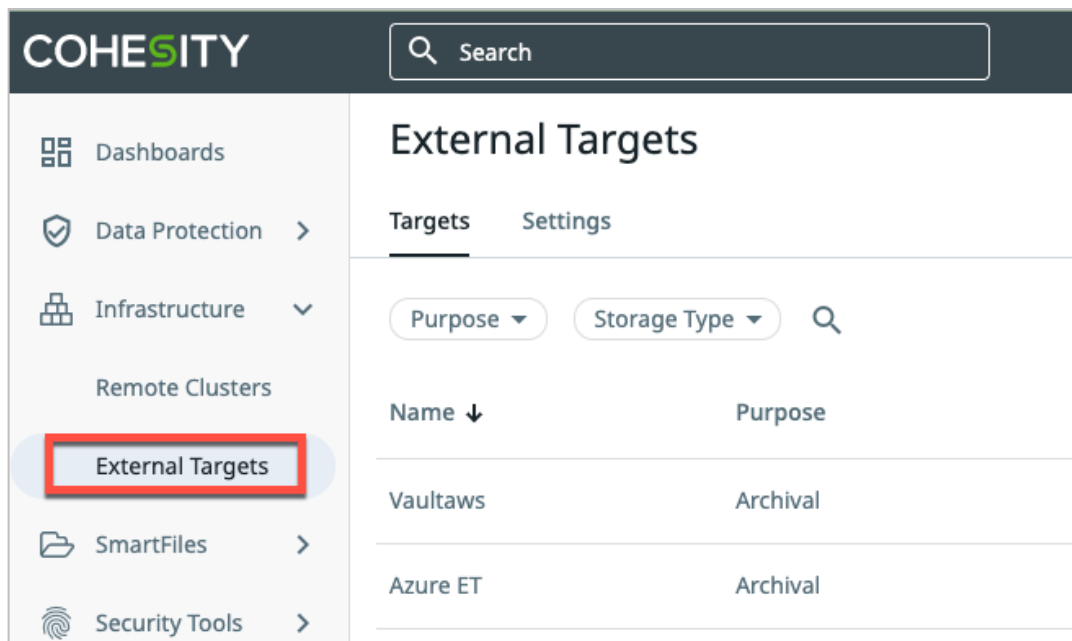 COHESITY
Search
Dashboards
Data Protection
Infrastructure
Remote Clusters
External Targets
SmartFiles
Security Tools
External Targets
Targets Settings
Purpose Storage Type
Name Purpose
Vaultaws Archival
Azure ET Archival